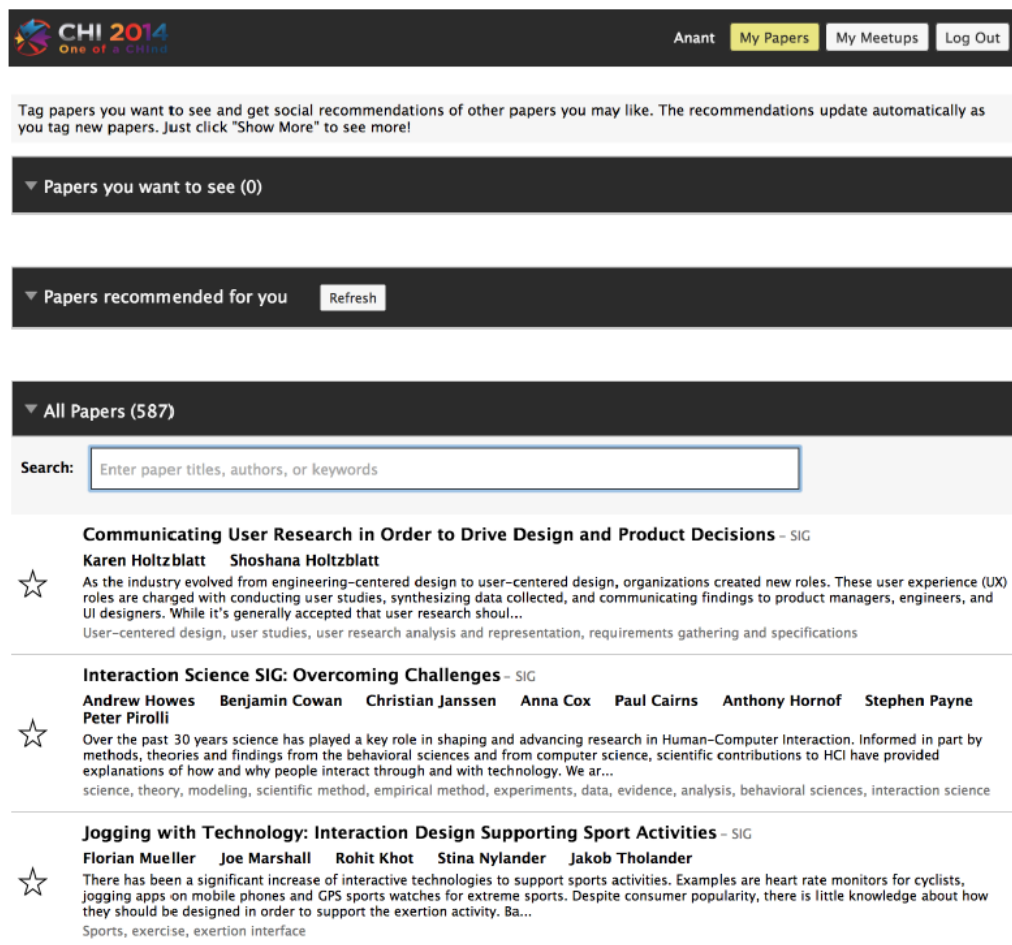 CHI 2014
One of a CHInd
Anant My Papers My Meetups Log Out
Tag papers you want to see and get social recommendations of other papers you may like. The recommendations update automatically as
you tag new papers. Just click "Show More" to see more!
Papers you want to see (0)
Papers recommended for you Refresh
All Papers (587)
Search: Enter paper titles, authors, or keywords
Communicating User Research in Order to Drive Design and Product Decisions – SIG
Karen Holtzblatt Shoshana Holtzblatt
As the industry evolved from engineering-centered design to user-centered design, organizations created new roles. These user experience (UX)
roles are charged with conducting user studies, synthesizing data collected, and communicating findings to product managers, engineers, and
UI designers. While it's generally accepted that user research shoul...
User-centered design, user studies, user research analysis and representation, requirements gathering and specifications
Interaction Science SIG: Overcoming Challenges – SIG
Andrew Howes Benjamin Cowan Christian Janssen Anna Cox Paul Cairns Anthony Hornof Stephen Payne
Peter Pirolli
Over the past 30 years science has played a key role in shaping and advancing research in Human-Computer Interaction. Informed in part by
methods, theories and findings from the behavioral sciences and from computer science, scientific contributions to HCI have provided
explanations of how and why people interact through and with technology. We ar...
science, theory, modeling, scientific method, empirical method, experiments, data, evidence, analysis, behavioral sciences, interaction science
Jogging with Technology: Interaction Design Supporting Sport Activities – SIG
Florian Mueller Joe Marshall Rohit Khot Stina Nylander Jakob Tholander
There has been a significant increase of interactive technologies to support sports activities. Examples are heart rate monitors for cyclists,
jogging apps on mobile phones and GPS sports watches for extreme sports. Despite consumer popularity, there is little knowledge about how
they should be designed in order to support the exertion activity. Ba...
Sports, exercise, exertion interface